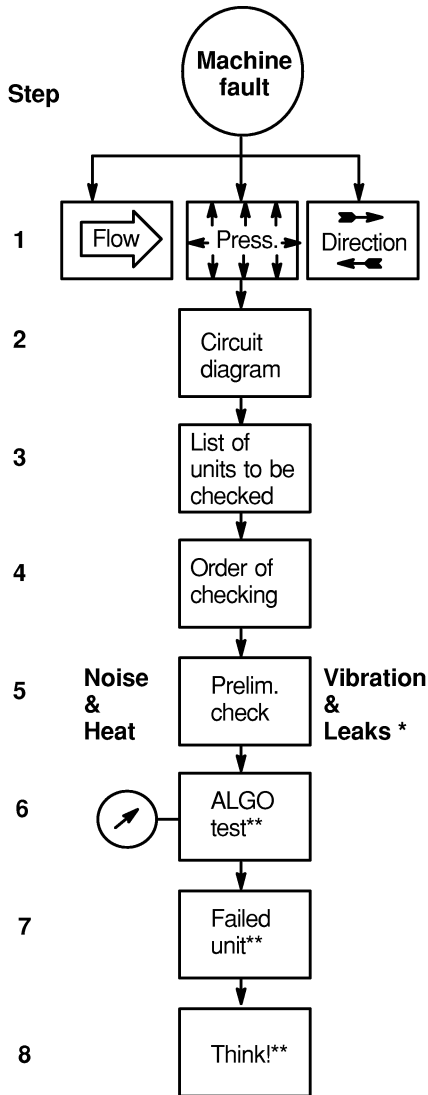 Machine
fault
Step
1
Flow
Press.
Direction
2
Circuit
diagram
3
List of
units to be
checked
4
Order of
checking
5
Noise
&
Heat
Prelim.
check
Vibration
&
Leaks *
6
ALGO
test**
7
Failed
unit**
8
Think!**